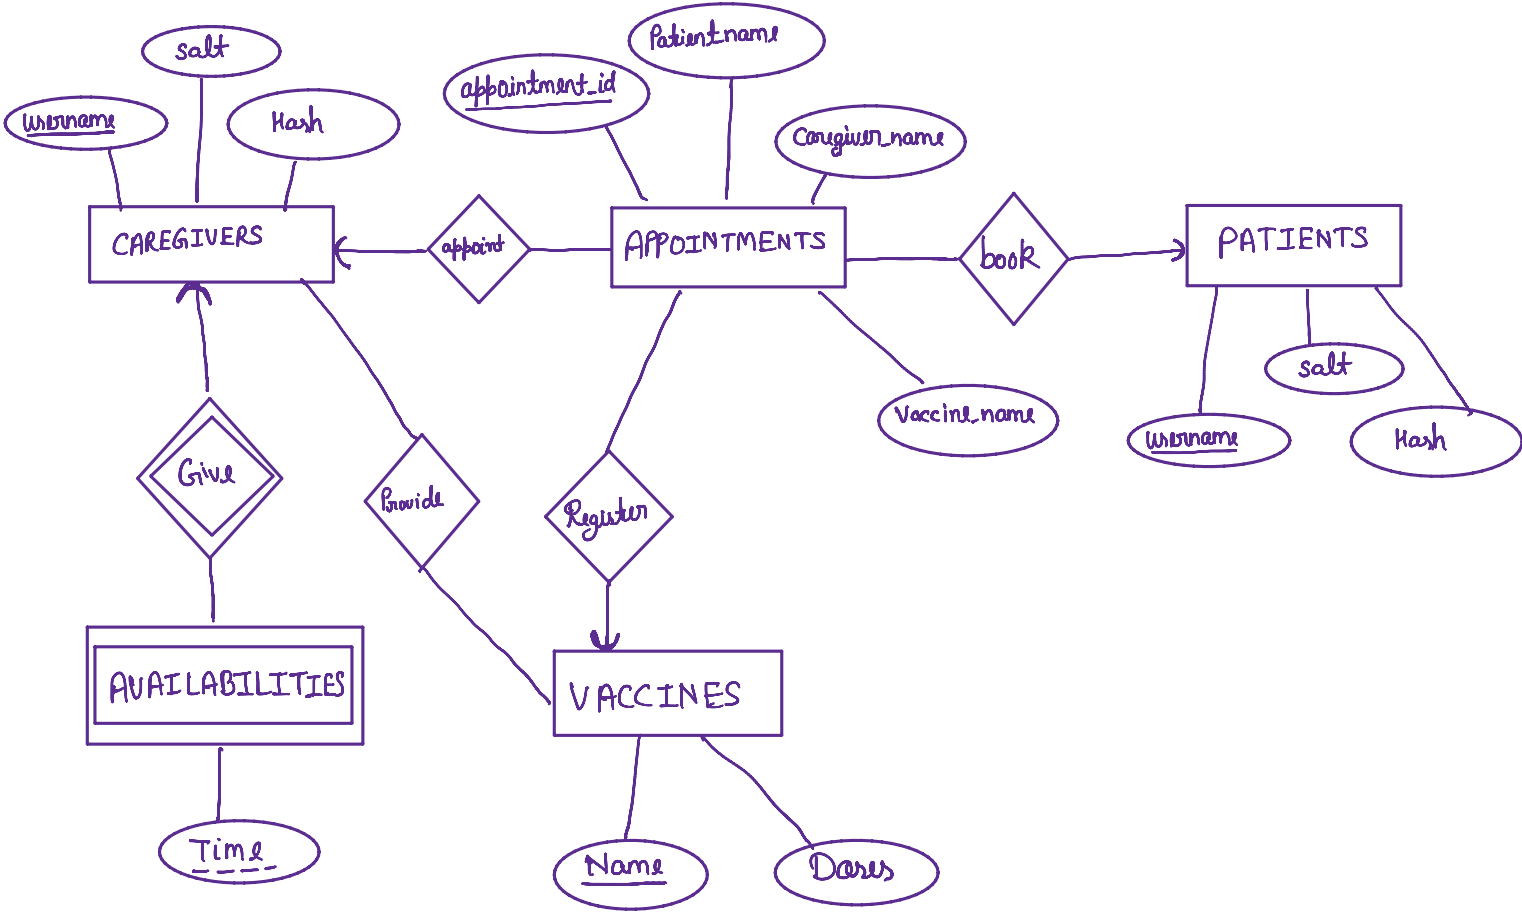 salt
Patient_name
appointment_id
username
Hash
Caregiver_name
CAREGIVERS
appoint
APPOINTMENTS
book
PATIENTS
salt
Vaccine_name
username
Hash
Give
Provide
Register
AVAILABILITIES
VACCINES
Time
Name
Doses